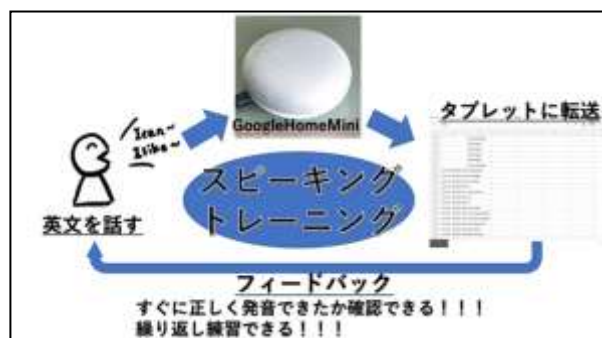 I can~
I like~
GoogleHomeMini
タブレットに転送
スピーキング
トレーニング
英文を話す
フィードバック
すぐに正しく発音できたか確認できる！！！
繰り返し練習できる！！！